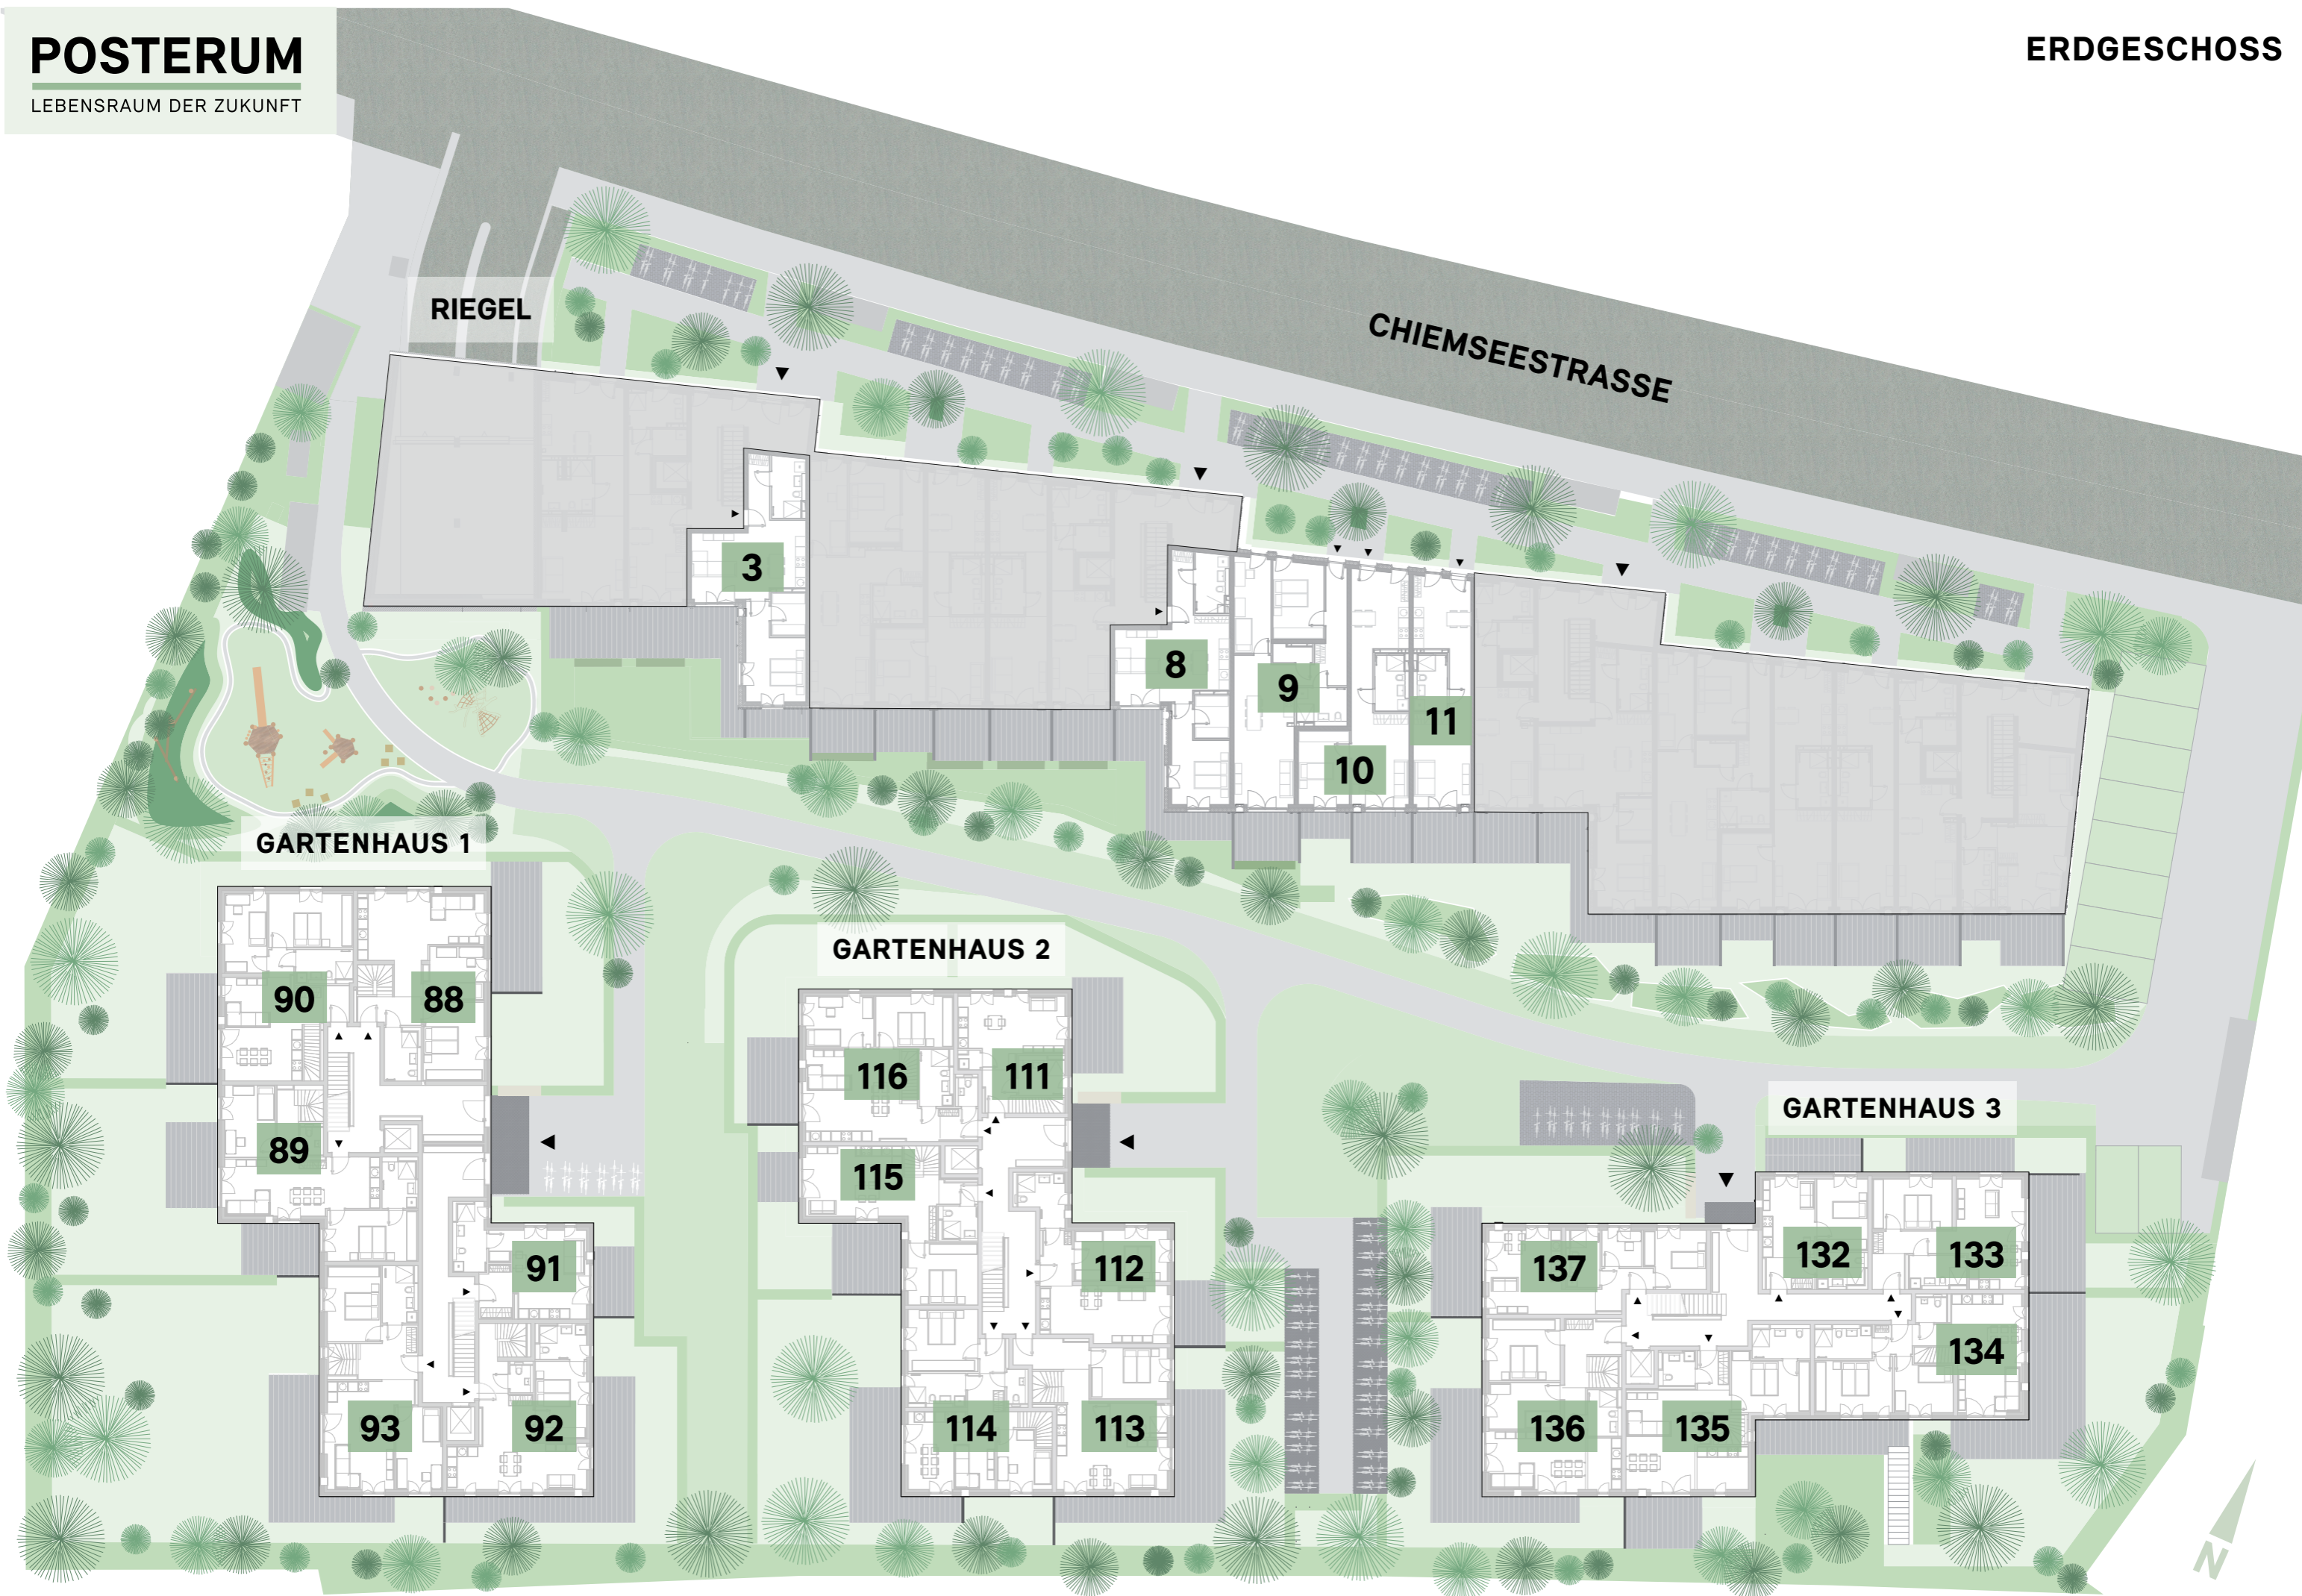 POSTERUM
LEBENSRAUM DER ZUKUNFT
ERDGESCHOSS
RIEGEL
CHIEMSEESTRASSE
3
8
9
10
11
GARTENHAUS 1
90
88
89
91
93
92
GARTENHAUS 2
116
111
115
112
114
113
GARTENHAUS 3
137
132
133
134
136
135
N